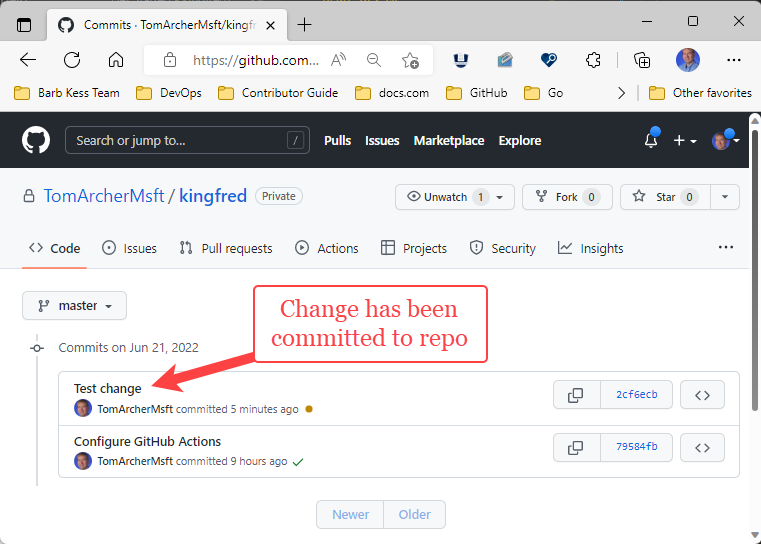 Commits · TomArcherMsft/kingfr
https://github.com...
Barb Kess Team
DevOps
Contributor Guide
docs.com
GitHub
Go
Other favorites
Search or jump to...
/
Pulls
Issues
Marketplace
Explore
TomArcherMsft / kingfred
Private
Unwatch 1
Fork 0
Star 0
Code
Issues
Pull requests
Actions
Projects
Security
Insights
...
master
Change has been
committed to repo
Commits on Jun 21, 2022
Test change
TomArcherMsft committed 5 minutes ago
2cf6ecb
Configure GitHub Actions
TomArcherMsft committed 9 hours ago
79584fb
Newer
Older